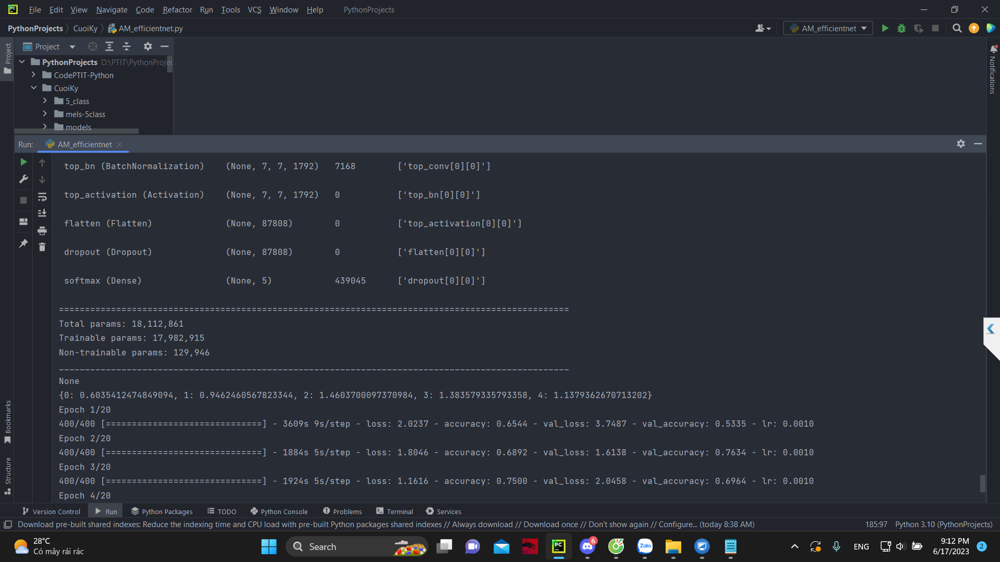 File Edit View Navigate Code Refactor Run Tools VCS Window Help PythonProjects
PythonProjects CuoiKy AM_efficientnet.py AM_efficientnet
Project
Project
Notifications
PythonProjects D:\PTIT\PythonProjec
CodePTIT-Python
CuoiKy
5_class
mels-5class
models
Run: AM_efficientnet
top_bn (BatchNormalization) (None, 7, 7, 1792) 7168 ['top_conv[0][0]']
top_activation (Activation) (None, 7, 7, 1792) 0 ['top_bn[0][0]']
flatten (Flatten) (None, 87808) 0 ['top_activation[0][0]']
dropout (Dropout) (None, 87808) 0 ['flatten[0][0]']
softmax (Dense) (None, 5) 439045 ['dropout[0][0]']
==================================================================================================
Total params: 18,112,861
Trainable params: 17,982,915
Non-trainable params: 129,946
__________________________________________________________________________________________________
None
{0: 0.6035412474849094, 1: 0.9462460567823344, 2: 1.4603700097370984, 3: 1.383579335793358, 4: 1.1379362670713202}
Epoch 1/20
400/400 [==============================] - 3609s 9s/step - loss: 2.0237 - accuracy: 0.6544 - val_loss: 3.7487 - val_accuracy: 0.5335 - lr: 0.0010
Epoch 2/20
400/400 [==============================] - 1884s 5s/step - loss: 1.8046 - accuracy: 0.6892 - val_loss: 1.6138 - val_accuracy: 0.7634 - lr: 0.0010
Epoch 3/20
400/400 [==============================] - 1924s 5s/step - loss: 1.1616 - accuracy: 0.7500 - val_loss: 2.0458 - val_accuracy: 0.6964 - lr: 0.0010
Epoch 4/20
Bookmarks
Structure
Version Control Run Python Packages TODO Python Console Problems Terminal Services
Download pre-built shared indexes: Reduce the indexing time and CPU load with pre-built Python packages shared indexes // Always download // Download once // Don't show again // Configure... (today 8:38 AM) 185:97 Python 3.10 (PythonProjects)
28°C
Có mây rải rác
Search
PC
6
Zalo
ENG
9:12 PM
6/17/2023
2